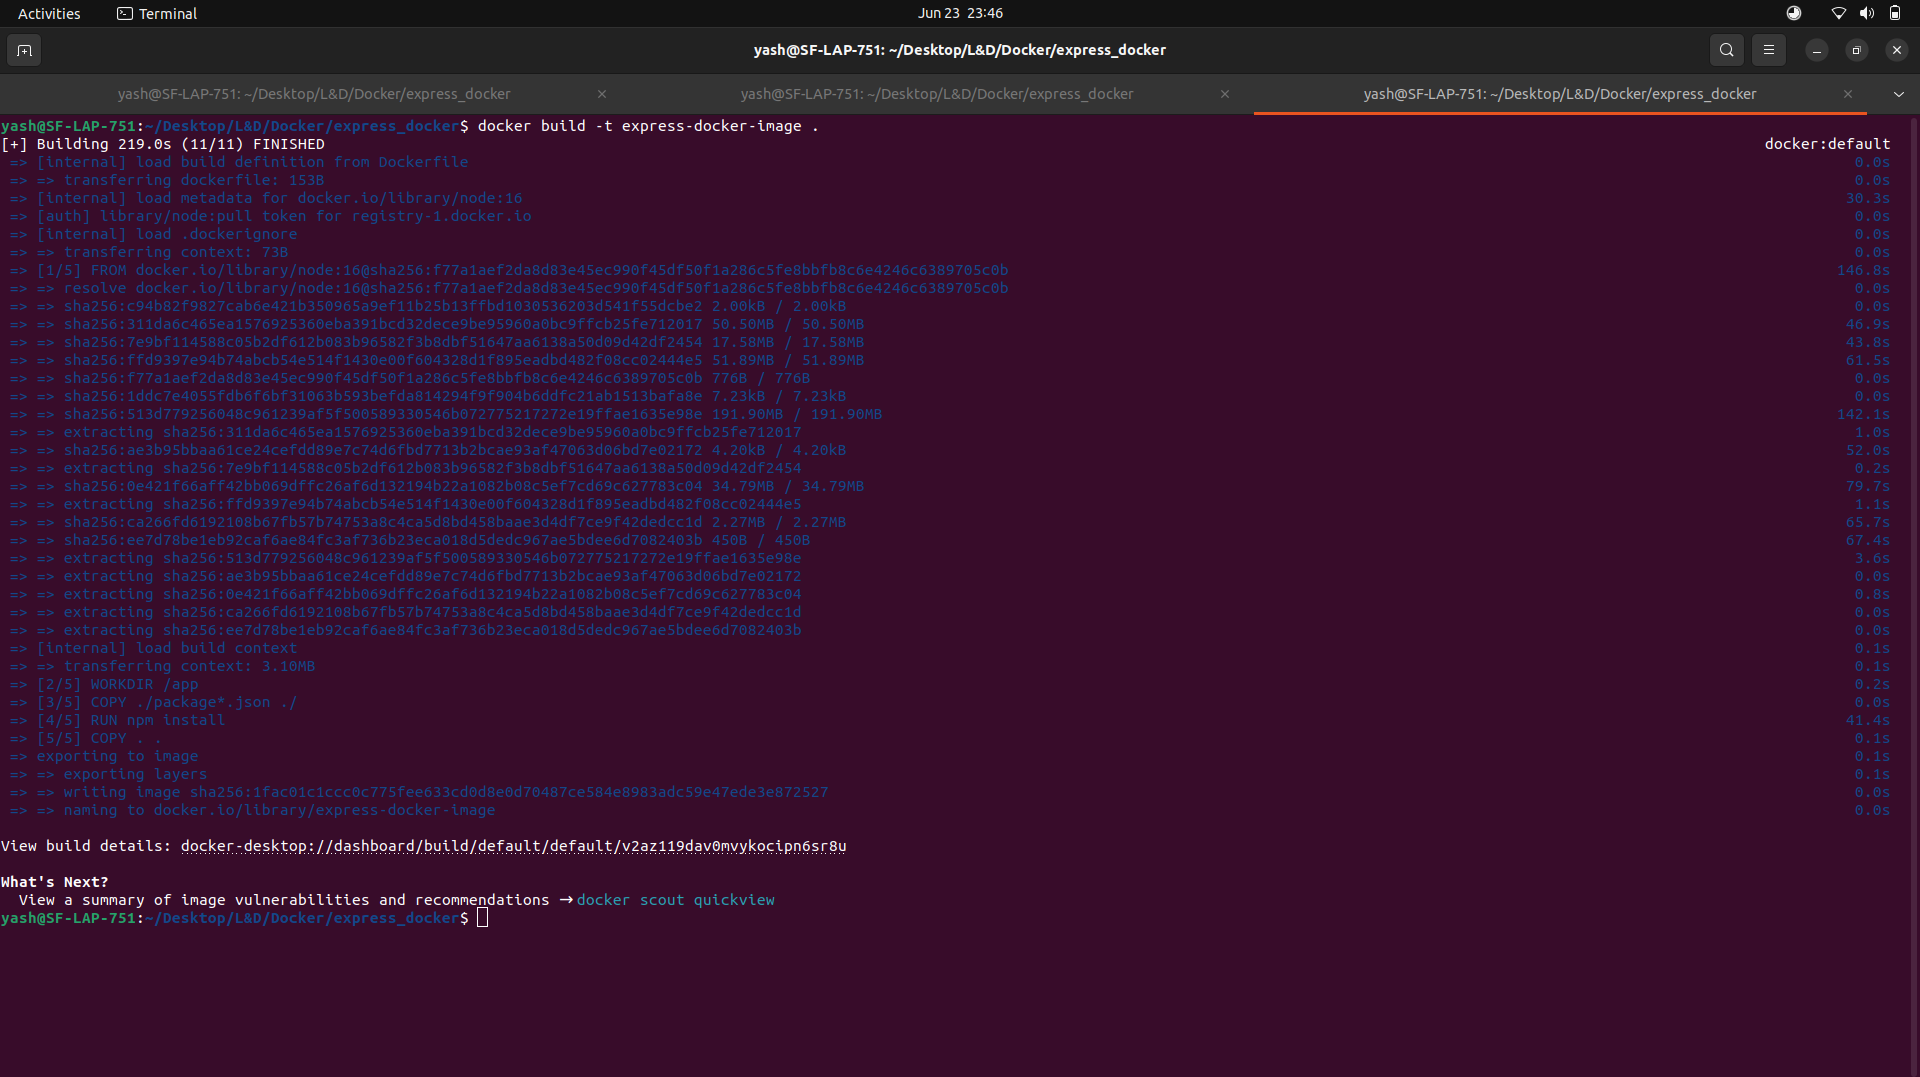 Activities Terminal Jun 23 23:46
yash@SF-LAP-751: ~/Desktop/L&D/Docker/express_docker
yash@SF-LAP-751: ~/Desktop/L&D/Docker/express_docker × yash@SF-LAP-751: ~/Desktop/L&D/Docker/express_docker × yash@SF-LAP-751: ~/Desktop/L&D/Docker/express_docker ×
yash@SF-LAP-751:~/Desktop/L&D/Docker/express_docker$ docker build -t express-docker-image .
[+] Building 219.0s (11/11) FINISHED docker:default
=> [internal] load build definition from Dockerfile 0.0s
=> => transferring dockerfile: 153B 0.0s
=> [internal] load metadata for docker.io/library/node:16 30.3s
=> [auth] library/node:pull token for registry-1.docker.io 0.0s
=> [internal] load .dockerignore 0.0s
=> => transferring context: 73B 0.0s
=> [1/5] FROM docker.io/library/node:16@sha256:f77a1aef2da8d83e45ec990f45df50f1a286c5fe8bbfb8c6e4246c6389705c0b 146.8s
=> => resolve docker.io/library/node:16@sha256:f77a1aef2da8d83e45ec990f45df50f1a286c5fe8bbfb8c6e4246c6389705c0b 0.0s
=> => sha256:c94b82f9827cab6e421b350965a9ef11b25b13ffbd1030536203d541f55dcbe2 2.00kB / 2.00kB 0.0s
=> => sha256:311da6c465ea1576925360eba391bcd32dece9be95960a0bc9ffcb25fe712017 50.50MB / 50.50MB 46.9s
=> => sha256:7e9bf114588c05b2df612b083b96582f3b8dbf51647aa6138a50d09d42df2454 17.58MB / 17.58MB 43.8s
=> => sha256:ffd9397e94b74abcb54e514f1430e00f604328d1f895eadbd482f08cc02444e5 51.89MB / 51.89MB 61.5s
=> => sha256:f77a1aef2da8d83e45ec990f45df50f1a286c5fe8bbfb8c6e4246c6389705c0b 776B / 776B 0.0s
=> => sha256:1ddc7e4055fdb6f6bf31063b593befda814294f9f904b6ddfc21ab1513bafa8e 7.23kB / 7.23kB 0.0s
=> => sha256:513d779256048c961239af5f500589330546b072775217272e19ffae1635e98e 191.90MB / 191.90MB 142.1s
=> => extracting sha256:311da6c465ea1576925360eba391bcd32dece9be95960a0bc9ffcb25fe712017 1.0s
=> => sha256:ae3b95bbaa61ce24cefdd89e7c74d6fbd7713b2bcae93af47063d06bd7e02172 4.20kB / 4.20kB 52.0s
=> => extracting sha256:7e9bf114588c05b2df612b083b96582f3b8dbf51647aa6138a50d09d42df2454 0.2s
=> => sha256:0e421f66aff42bb069dffc26af6d132194b22a1082b08c5ef7cd69c627783c04 34.79MB / 34.79MB 79.7s
=> => extracting sha256:ffd9397e94b74abcb54e514f1430e00f604328d1f895eadbd482f08cc02444e5 1.1s
=> => sha256:ca266fd6192108b67fb57b74753a8c4ca5d8bd458baae3d4df7ce9f42dedcc1d 2.27MB / 2.27MB 65.7s
=> => sha256:ee7d78be1eb92caf6ae84fc3af736b23eca018d5dedc967ae5bdee6d7082403b 450B / 450B 67.4s
=> => extracting sha256:513d779256048c961239af5f500589330546b072775217272e19ffae1635e98e 3.6s
=> => extracting sha256:ae3b95bbaa61ce24cefdd89e7c74d6fbd7713b2bcae93af47063d06bd7e02172 0.0s
=> => extracting sha256:0e421f66aff42bb069dffc26af6d132194b22a1082b08c5ef7cd69c627783c04 0.8s
=> => extracting sha256:ca266fd6192108b67fb57b74753a8c4ca5d8bd458baae3d4df7ce9f42dedcc1d 0.0s
=> => extracting sha256:ee7d78be1eb92caf6ae84fc3af736b23eca018d5dedc967ae5bdee6d7082403b 0.0s
=> [internal] load build context 0.1s
=> => transferring context: 3.10MB 0.1s
=> [2/5] WORKDIR /app 0.2s
=> [3/5] COPY ./package*.json ./ 0.0s
=> [4/5] RUN npm install 41.4s
=> [5/5] COPY . . 0.1s
=> exporting to image 0.1s
=> => exporting layers 0.1s
=> => writing image sha256:1fac01c1ccc0c775fee633cd0d8e0d70487ce584e8983adc59e47ede3e872527 0.0s
=> => naming to docker.io/library/express-docker-image 0.0s
View build details: docker-desktop://dashboard/build/default/default/v2az119dav0mvykocipn6sr8u
What's Next?
View a summary of image vulnerabilities and recommendations → docker scout quickview
yash@SF-LAP-751:~/Desktop/L&D/Docker/express_docker$